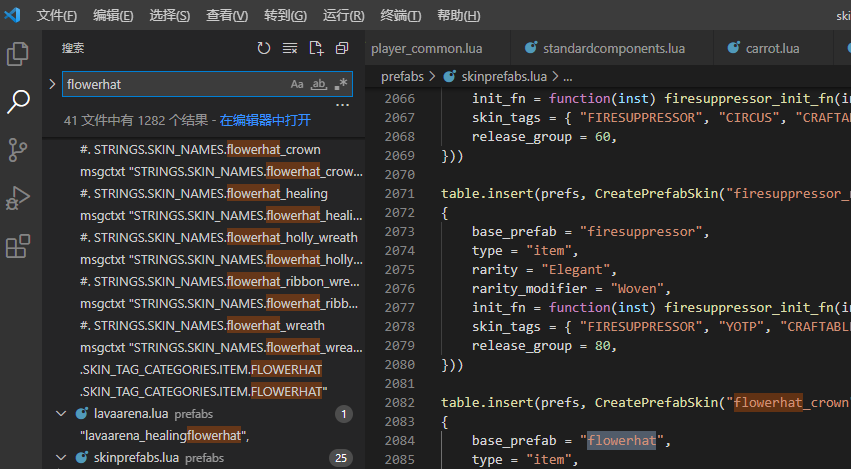 文件(F) 编辑(E) 选择(S) 查看(V) 转到(G) 运行(R) 终端(T) 帮助(H) ski
搜索
flowerhat
Aa ab
41 文件中有 1282 个结果 - 在编辑器中打开
#. STRINGS.SKIN_NAMES.flowerhat_crown
msgctxt "STRINGS.SKIN_NAMES.flowerhat_crow...
#. STRINGS.SKIN_NAMES.flowerhat_healing
msgctxt "STRINGS.SKIN_NAMES.flowerhat_heali...
#. STRINGS.SKIN_NAMES.flowerhat_holly_wreath
msgctxt "STRINGS.SKIN_NAMES.flowerhat_holly...
#. STRINGS.SKIN_NAMES.flowerhat_ribbon_wre...
msgctxt "STRINGS.SKIN_NAMES.flowerhat_ribb...
#. STRINGS.SKIN_NAMES.flowerhat_wreath
msgctxt "STRINGS.SKIN_NAMES.flowerhat_wrea...
.SKIN_TAG_CATEGORIES.ITEM.FLOWERHAT
.SKIN_TAG_CATEGORIES.ITEM.FLOWERHAT"
lavaarena.lua prefabs 1
"lavaarena_healingflowerhat",
skinprefabs.lua prefabs 25
player_common.lua standardcomponents.lua carrot.lua
prefabs > skinprefabs.lua > ...
2066 init_fn = function(inst) firesuppressor_init_fn(in
2067 skin_tags = { "FIRESUPPRESSOR", "CIRCUS", "CRAFTA
2068 release_group = 60,
2069 }))
2070
2071 table.insert(prefs, CreatePrefabSkin("firesuppressor_
2072 {
2073 base_prefab = "firesuppressor",
2074 type = "item",
2075 rarity = "Elegant",
2076 rarity_modifier = "Woven",
2077 init_fn = function(inst) firesuppressor_init_fn(in
2078 skin_tags = { "FIRESUPPRESSOR", "YOTP", "CRAFTABL
2079 release_group = 80,
2080 }))
2081
2082 table.insert(prefs, CreatePrefabSkin("flowerhat_crown"
2083 {
2084 base_prefab = "flowerhat",
2085 type = "item",